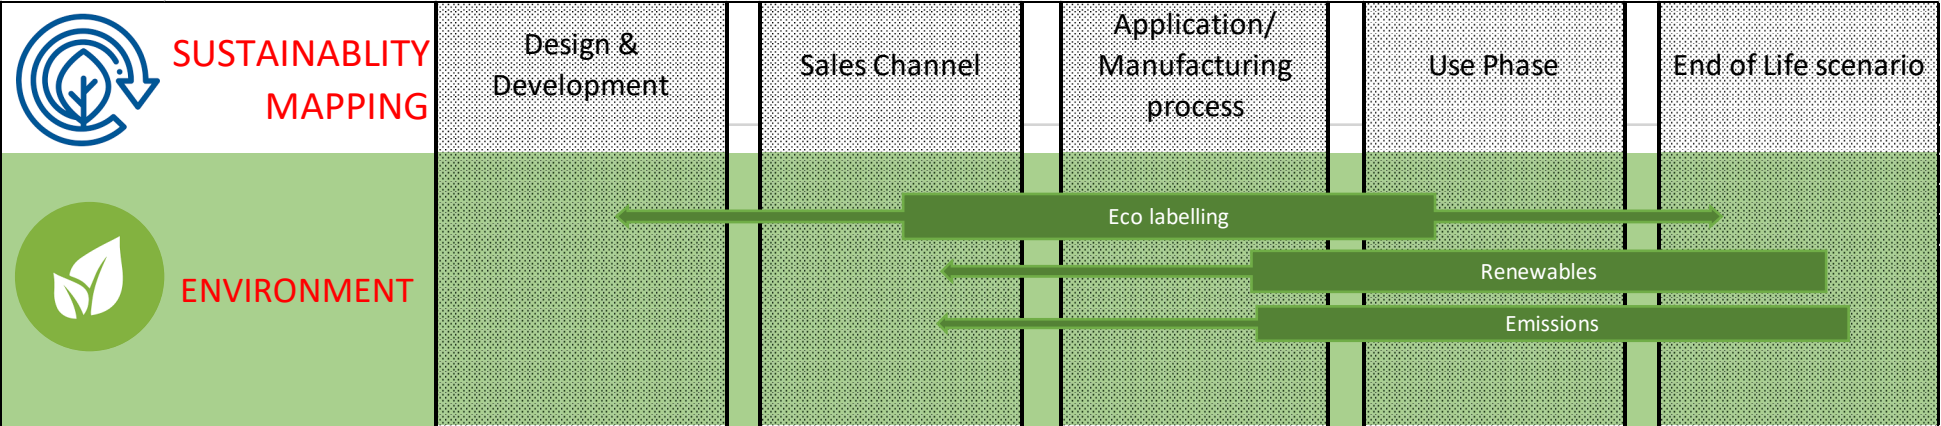 SUSTAINABLITY
MAPPING
Design &
Development
Sales Channel
Application/
Manufacturing
process
Use Phase
End of Life scenario
ENVIRONMENT
Eco labelling
Renewables
Emissions